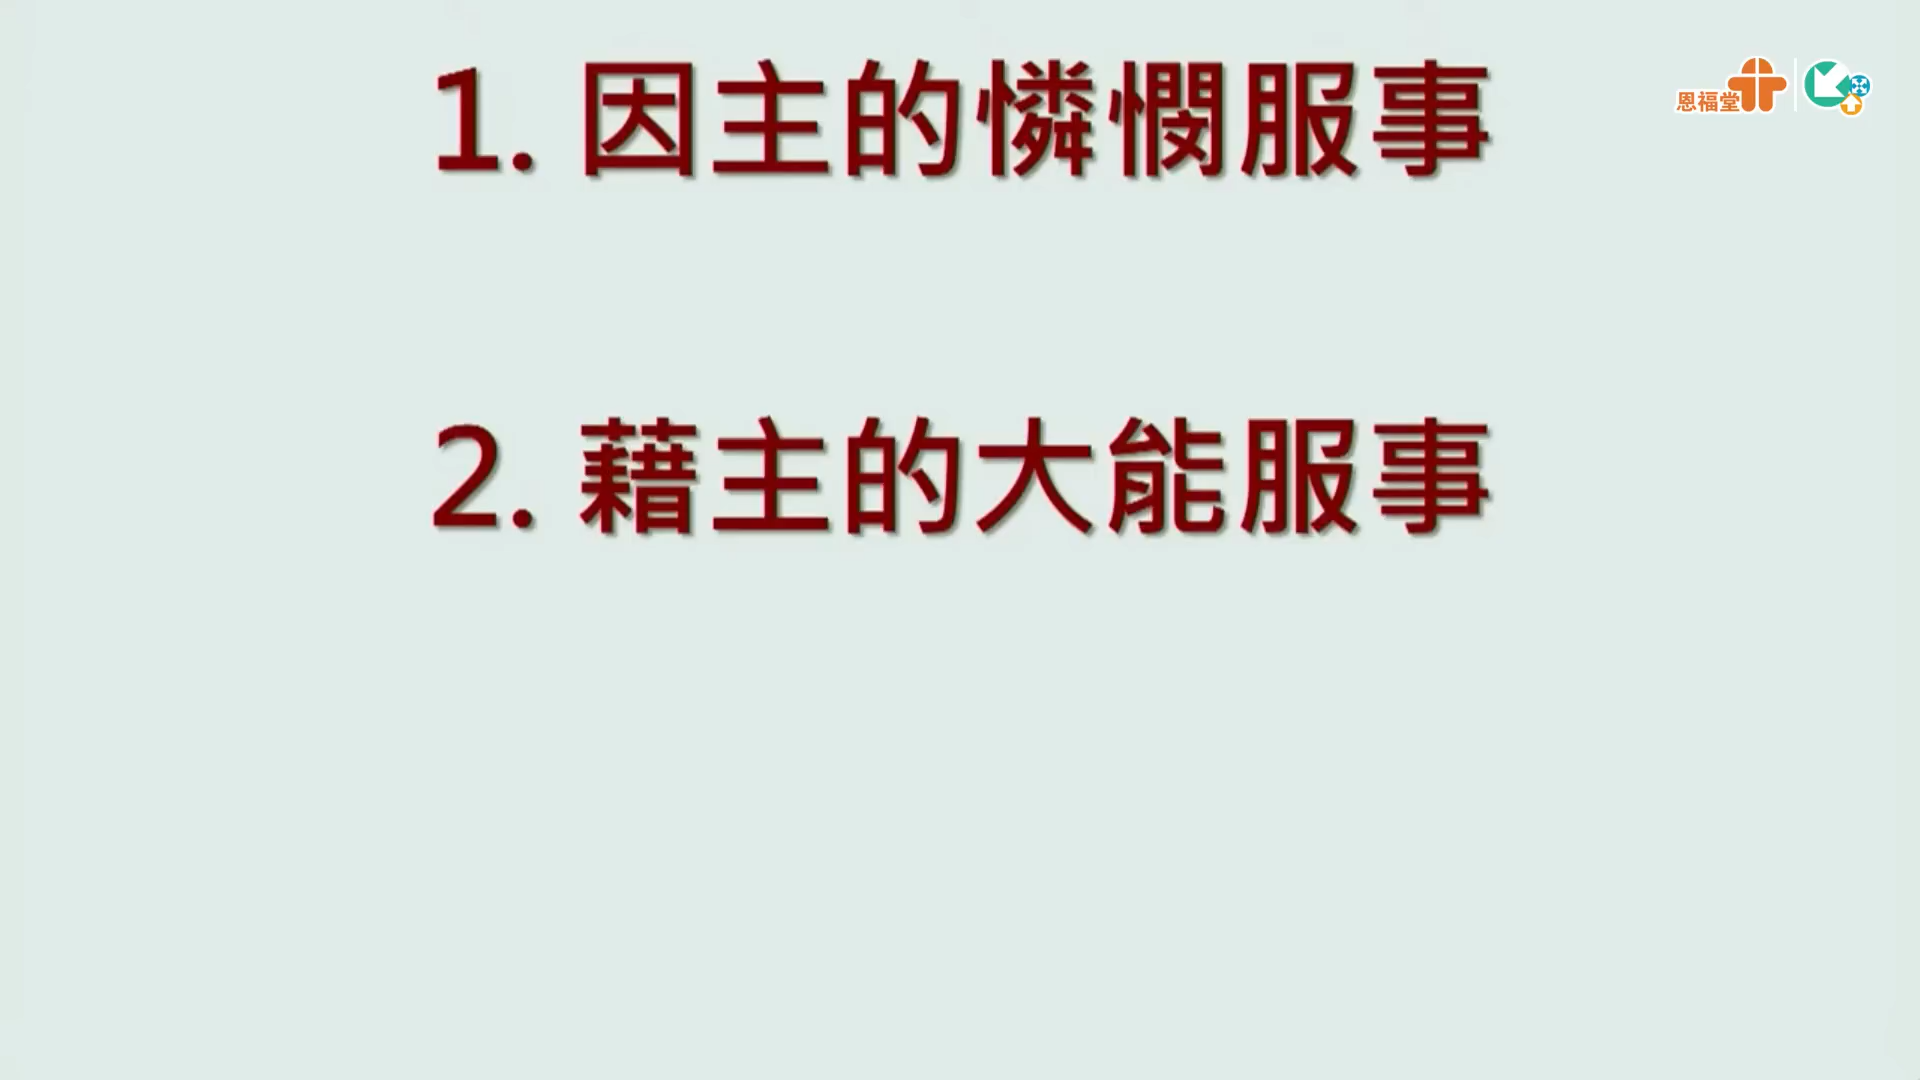 1. 因主的憐憫服事
恩福堂
2. 藉主的大能服事